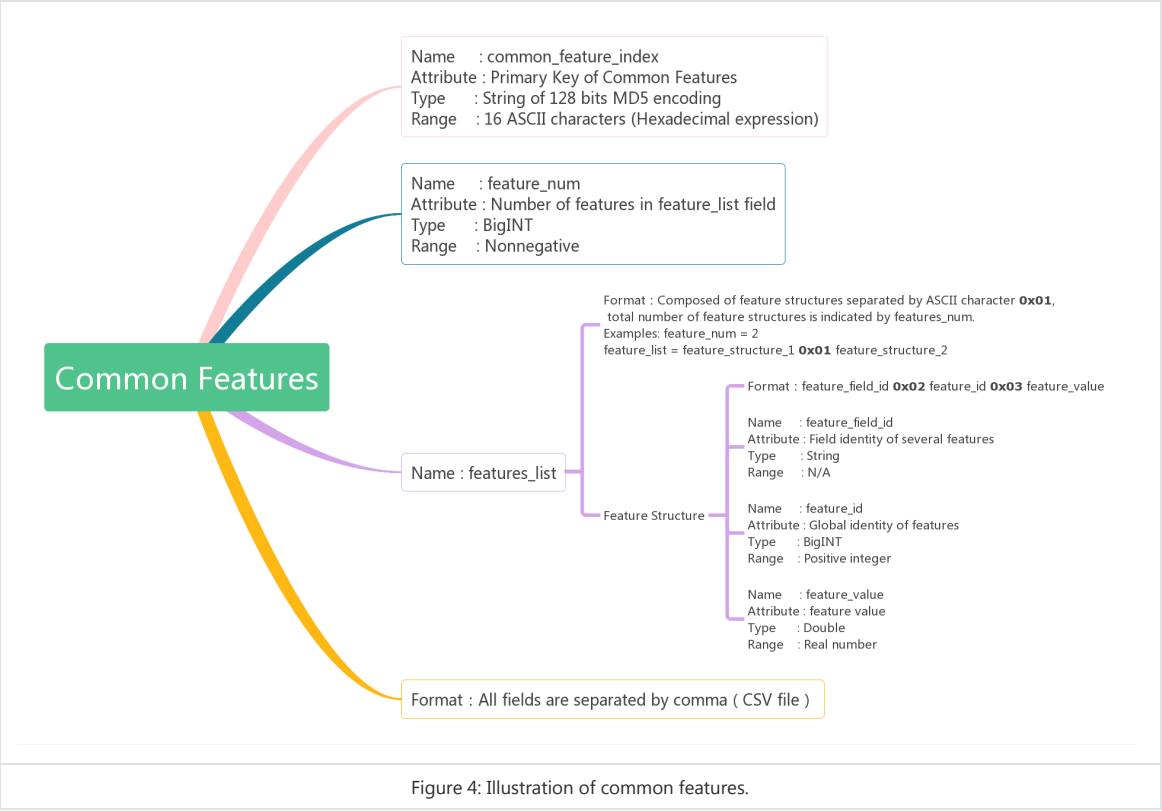 Name : common_feature_index
Attribute : Primary Key of Common Features
Type : String of 128 bits MD5 encoding
Range : 16 ASCII characters (Hexadecimal expression)
Name : feature_num
Attribute : Number of features in feature_list field
Type : BigINT
Range : Nonnegative
Format : Composed of feature structures separated by ASCII character 0x01,
total number of feature structures is indicated by features_num.
Examples: feature_num = 2
feature_list = feature_structure_1 0x01 feature_structure_2
Common Features
Format : feature_field_id 0x02 feature_id 0x03 feature_value
Name : feature_field_id
Attribute : Field identity of several features
Type : String
Range : N/A
Name : features_list
Feature Structure
Name : feature_id
Attribute : Global identity of features
Type : BigINT
Range : Positive integer
Name : feature_value
Attribute : feature value
Type : Double
Range : Real number
Format : All fields are separated by comma ( CSV file )
Figure 4: Illustration of common features.